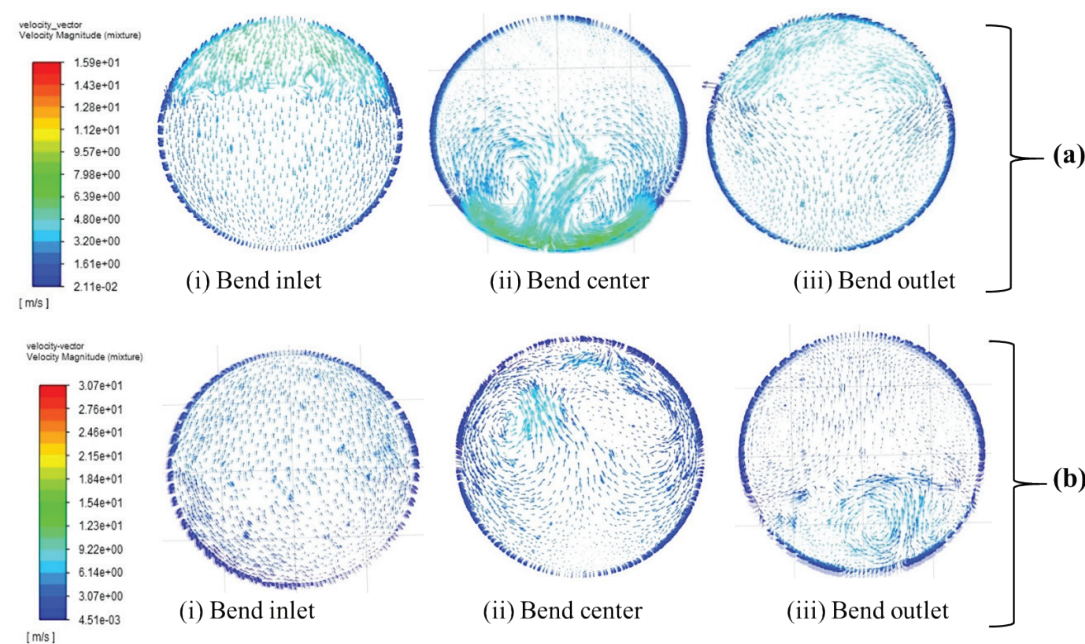 velocity_vector
Velocity Magnitude (mixture)
1.59e+01
1.43e+01
1.28e+01
1.12e+01
9.57e+00
7.98e+00
6.39e+00
4.80e+00
3.20e+00
1.61e+00
2.11e-02
[ m/s ]
(i) Bend inlet
(ii) Bend center
(iii) Bend outlet
(a)
velocity-vector
Velocity Magnitude (mixture)
3.07e+01
2.76e+01
2.46e+01
2.15e+01
1.84e+01
1.54e+01
1.23e+01
9.22e+00
6.14e+00
3.07e+00
4.51e-03
[ m/s ]
(i) Bend inlet
(ii) Bend center
(iii) Bend outlet
(b)